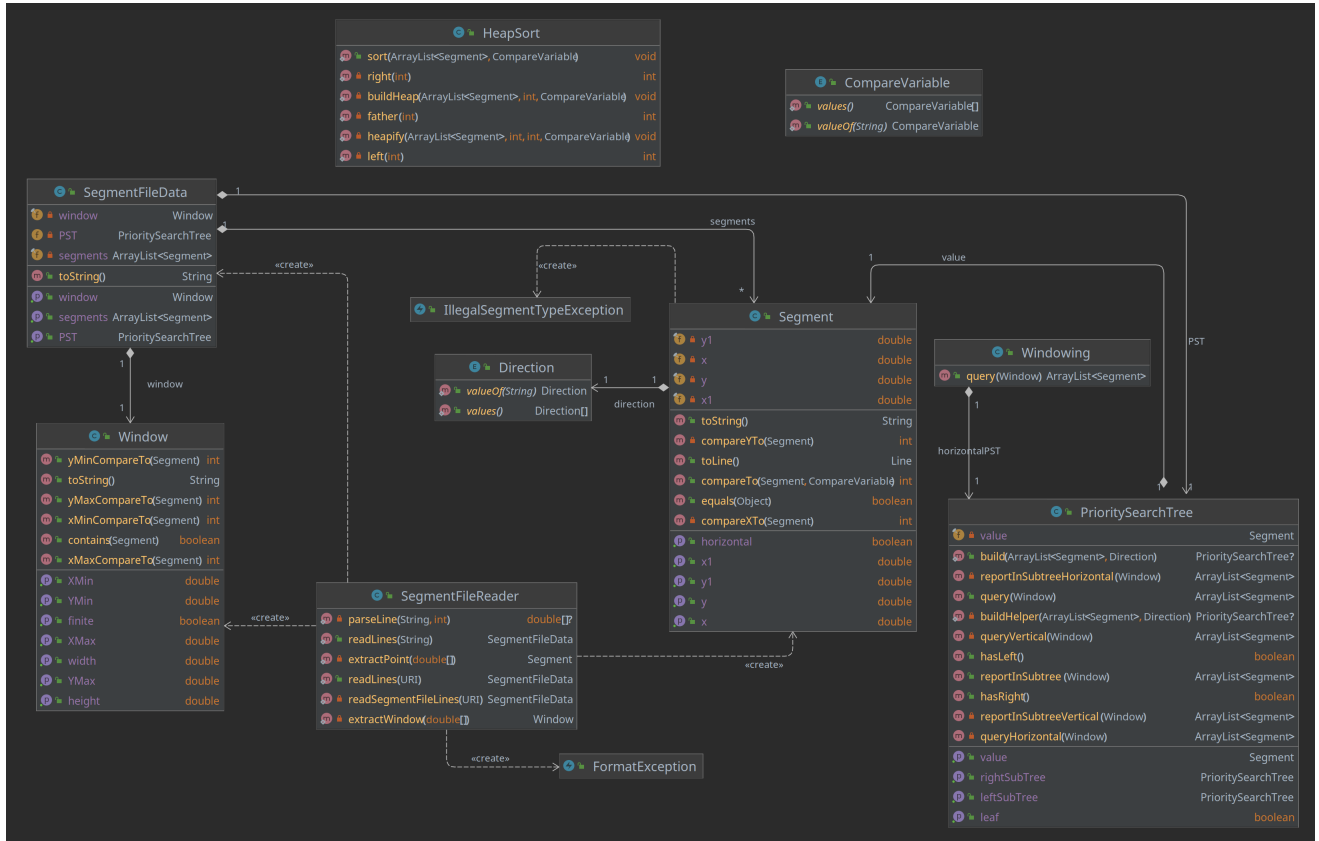 HeapSort
sort(ArrayList<Segment>, CompareVariable) void
right(int) int
buildHeap(ArrayList<Segment>, int, CompareVariable) void
father(int) int
heapify(ArrayList<Segment>, int, int, CompareVariable) void
left(int) int
CompareVariable
values() CompareVariable[]
valueOf(String) CompareVariable
SegmentFileData
window Window
PST PrioritySearchTree
segments ArrayList<Segment>
toString() String
window Window
segments ArrayList<Segment>
PST PrioritySearchTree
1
1
segments
*
PST
1
«create»
«create»
1
value
1
IllegalSegmentTypeException
Direction
valueOf(String) Direction
values() Direction[]
1
1
direction
Segment
y1 double
x double
y double
x1 double
toString() String
compareYTo(Segment) int
toLine() Line
compareTo(Segment, CompareVariable) int
equals(Object) boolean
compareXTo(Segment) int
horizontal boolean
x1 double
y1 double
y double
x double
Windowing
query(Window) ArrayList<Segment>
1
horizontalPST
1
1
window
1
Window
yMinCompareTo(Segment) int
toString() String
yMaxCompareTo(Segment) int
xMinCompareTo(Segment) int
contains(Segment) boolean
xMaxCompareTo(Segment) int
XMin double
YMin double
finite boolean
XMax double
width double
YMax double
height double
«create»
SegmentFileReader
parseLine(String, int) double[]?
readLines(String) SegmentFileData
extractPoint(double[]) Segment
readLines(URI) SegmentFileData
readSegmentFileLines(URI) SegmentFileData
extractWindow(double[]) Window
«create»
«create»
FormatException
PrioritySearchTree
value Segment
build(ArrayList<Segment>, Direction) PrioritySearchTree?
reportInSubtreeHorizontal(Window) ArrayList<Segment>
query(Window) ArrayList<Segment>
buildHelper(ArrayList<Segment>, Direction) PrioritySearchTree?
queryVertical(Window) ArrayList<Segment>
hasLeft() boolean
reportInSubtree(Window) ArrayList<Segment>
hasRight() boolean
reportInSubtreeVertical(Window) ArrayList<Segment>
queryHorizontal(Window) ArrayList<Segment>
value Segment
rightSubTree PrioritySearchTree
leftSubTree PrioritySearchTree
leaf boolean